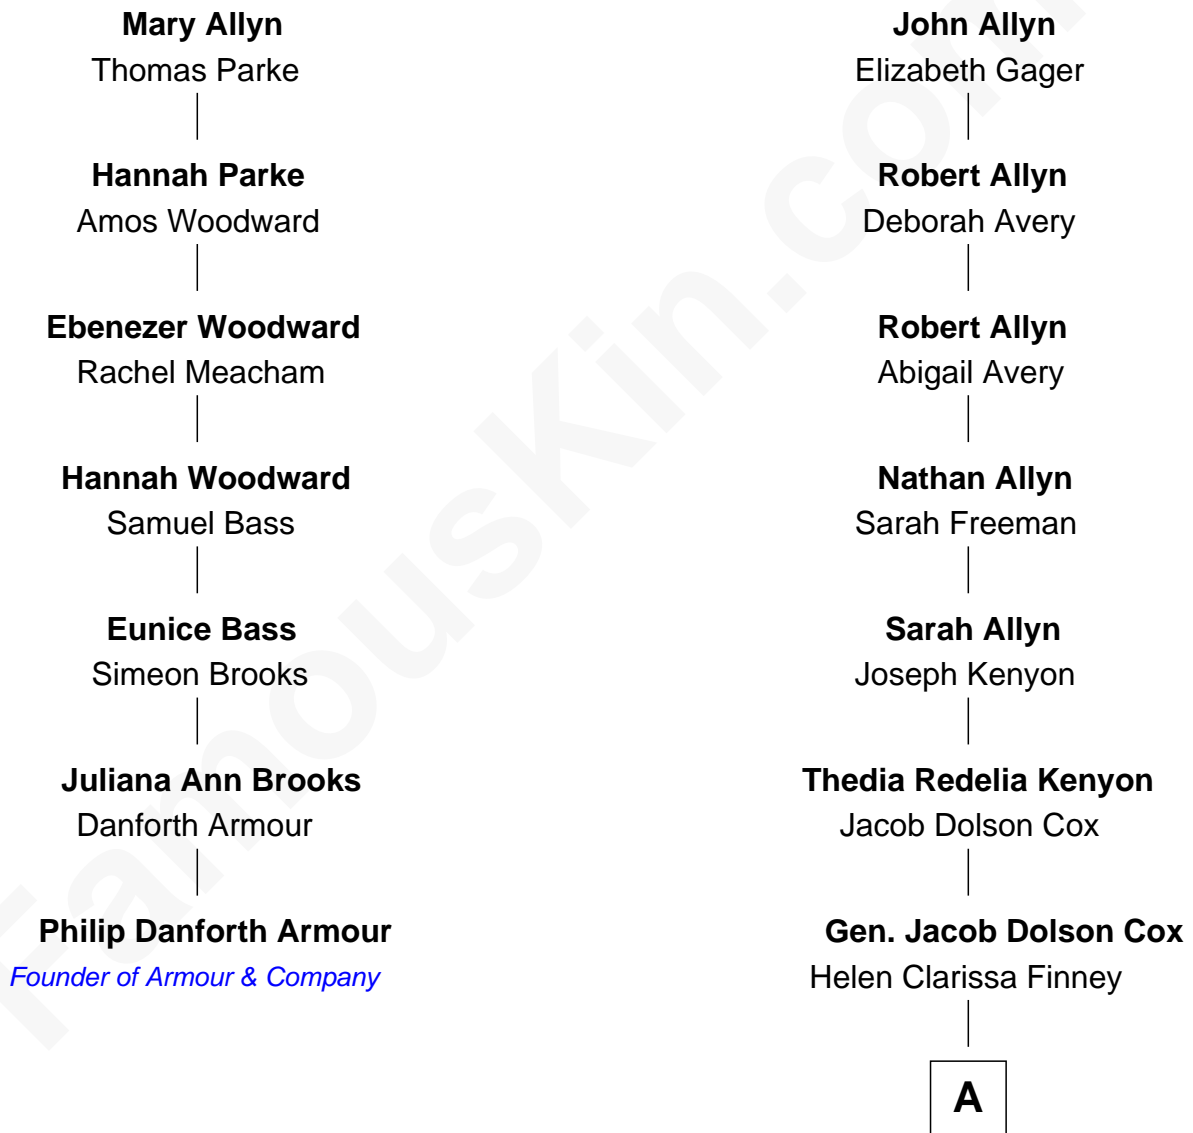 Mary Allyn
Thomas Parke
Hannah Parke
Amos Woodward
Ebenezer Woodward
Rachel Meacham
Hannah Woodward
Samuel Bass
Eunice Bass
Simeon Brooks
Juliana Ann Brooks
Danforth Armour
Philip Danforth Armour
Founder of Armour & Company
John Allyn
Elizabeth Gager
Robert Allyn
Deborah Avery
Robert Allyn
Abigail Avery
Nathan Allyn
Sarah Freeman
Sarah Allyn
Joseph Kenyon
Thedia Redelia Kenyon
Jacob Dolson Cox
Gen. Jacob Dolson Cox
Helen Clarissa Finney
A
FamousKin.com